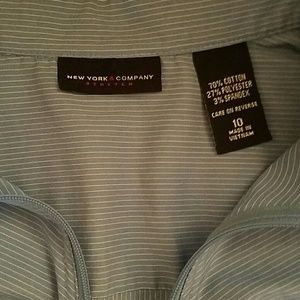 NEW YORK & COMPANY
STRETCH
70% COTTON
27% POLYESTER
3% SPANDEX
CARE ON REVERSE
10
MADE IN
VIETNAM